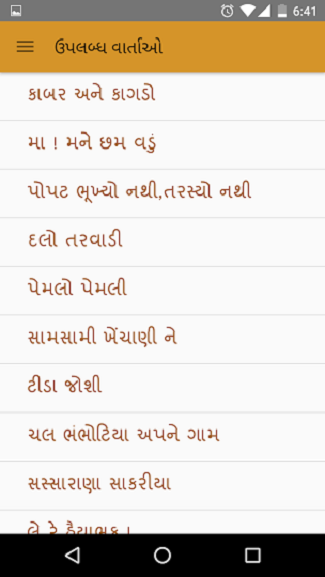 6:41
ઉપલબ્ધ વાર્તાઓ
કાબર અને કાગડો
મા ! મને છમ વડું
પોપટ ભૂખ્યો નથી,તરસ્યો નથી
દલો તરવાડી
પેમલો પેમલી
સામસામી ખેંચાણી ને
ટીડા જોશી
ચલ ભંભોટિયા અપને ગામ
સસ્સારાણા સાકરીયા